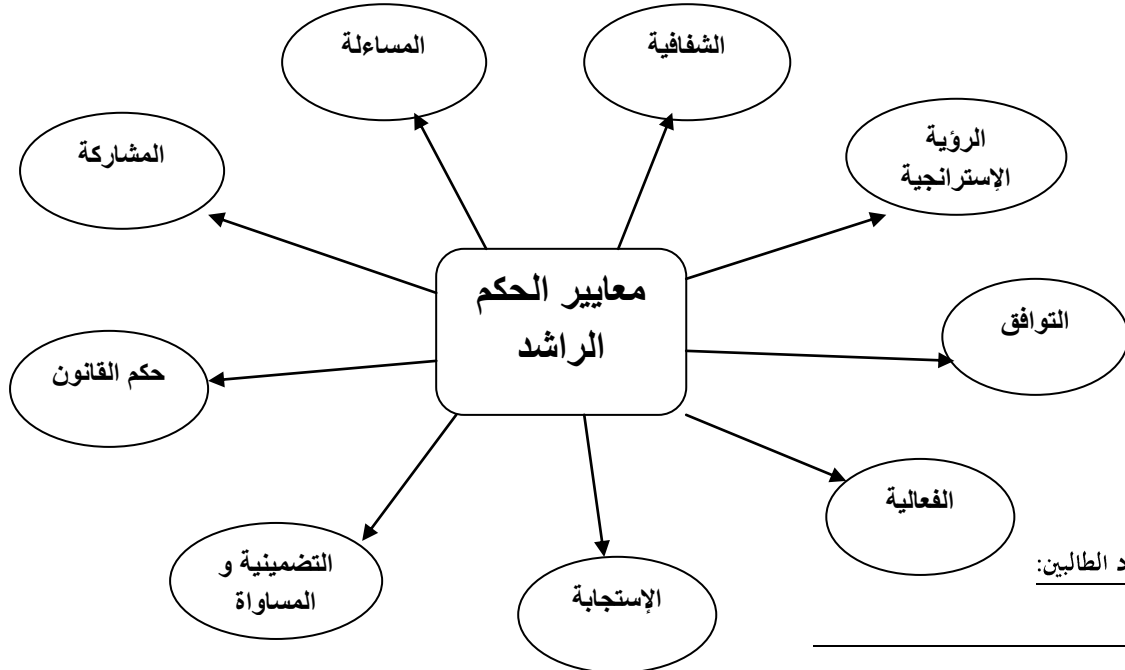 المساءلة
الشفافية
المشاركة
الرؤية
الإستراتجية
معايير الحكم
الراشد
التوافق
حكم القانون
الفعالية
التضمينية و
المساواة
الإستجابة
د الطالبين: